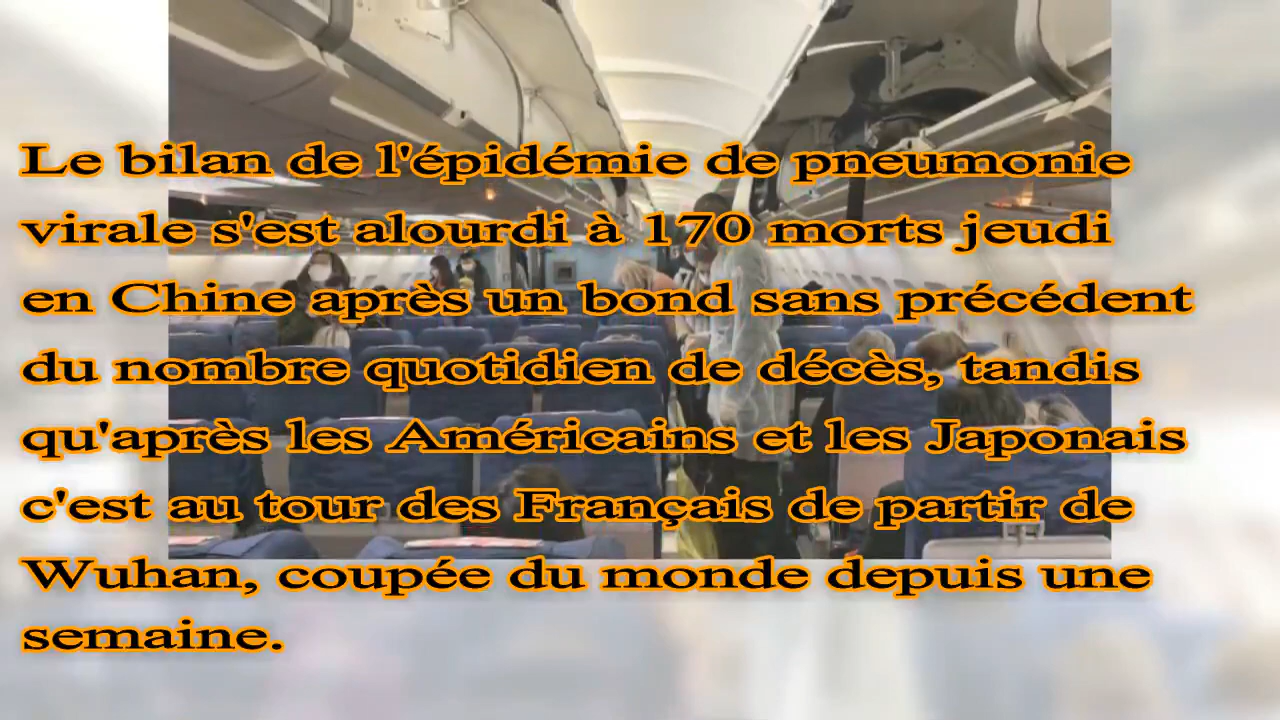 Le bilan de l'épidémie de pneumonie
virale s'est alourdi à 170 morts jeudi
en Chine après un bond sans précédent
du nombre quotidien de décès, tandis
qu'après les Américains et les Japonais
c'est au tour des Français de partir de
Wuhan, coupée du monde depuis une
semaine.